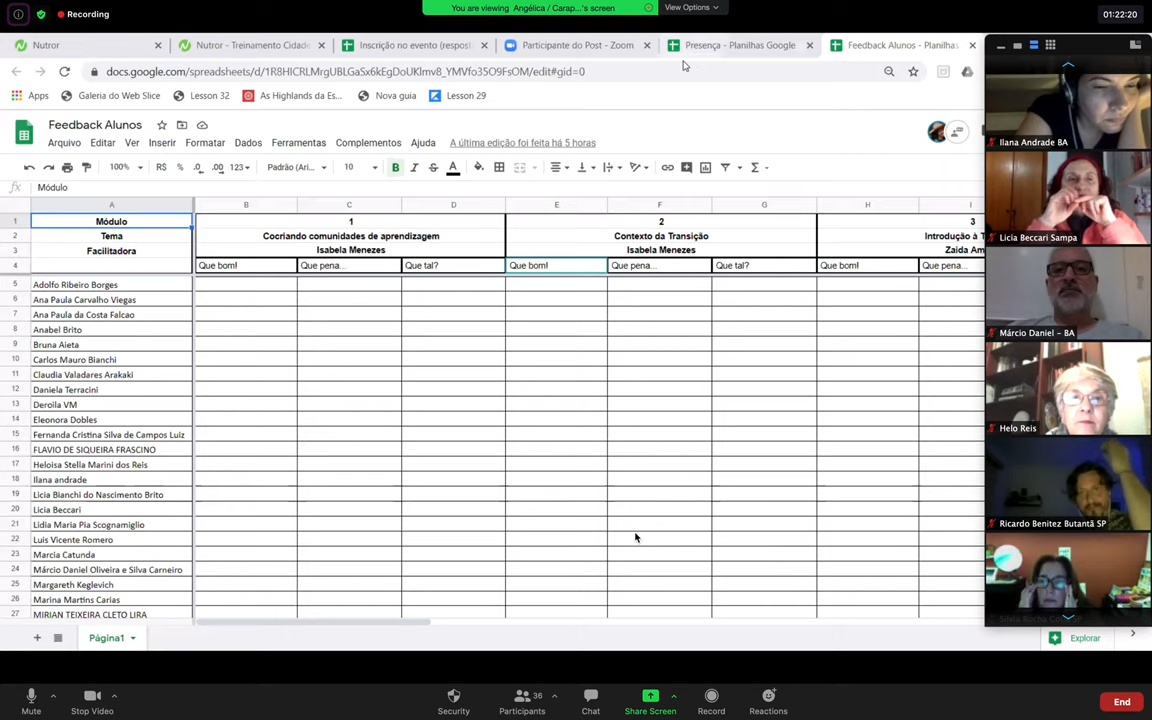 Recording
You are viewing Angélica / Carap...'s screen
View Options
01:22:20
Nutror
Nutror - Treinamento Cidade
Inscrição no evento (respost
Participante do Post - Zoom
Presença - Planilhas Google
Feedback Alunos - Planilhas
docs.google.com/spreadsheets/d/
/edit#gid=0
Apps
Galeria do Web Slice
Lesson 32
As Highlands da Es...
Nova guia
Lesson 29
Feedback Alunos
Arquivo Editar Ver Inserir Formatar Dados Ferramentas Complementos Ajuda
A última edição foi feita há 5 horas
100% R$ % .0 .00 123 Padrão (Ari... 10 B I S A
fx Módulo
A B C D E F G H I
1 Módulo 1 2 3
2 Tema Cocriando comunidades de aprendizagem Contexto da Transição Introdução à T
3 Facilitadora Isabela Menezes Isabela Menezes Zaida Am
4 Que bom! Que pena... Que tal? Que bom! Que pena... Que tal? Que bom! Que pena...
5 Adolfo Ribeiro Borges
6 Ana Paula Carvalho Viegas
7 Ana Paula da Costa Falcao
8 Anabel Brito
9 Bruna Aieta
10 Carlos Mauro Bianchi
11 Claudia Valadares Arakaki
12 Daniela Terracini
13 Deroila VM
14 Eleonora Dobles
15 Fernanda Cristina Silva de Campos Luiz
16 FLAVIO DE SIQUEIRA FRASCINO
17 Heloisa Stella Marini dos Reis
18 Ilana andrade
19 Licia Bianchi do Nascimento Brito
20 Licia Beccari
21 Lidia Maria Pia Scognamiglio
22 Luis Vicente Romero
23 Marcia Catunda
24 Márcio Daniel Oliveira e Silva Carneiro
25 Margareth Keglevich
26 Marina Martins Carias
27 MIRIAN TEIXEIRA CLETO LIRA
Página1
Explorar
Ilana Andrade BA
Licia Beccari Sampa
Márcio Daniel - BA
Helo Reis
Ricardo Benitez Butantã SP
Mute
Stop Video
Security
36
Participants
Chat
Share Screen
Record
Reactions
End